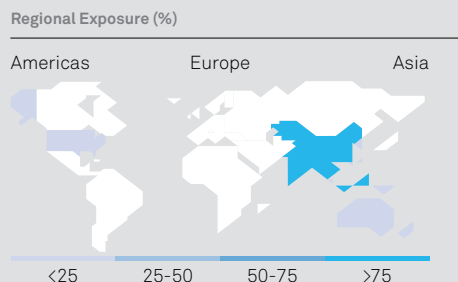 Regional Exposure (%)
Americas Europe Asia
<25 25-50 50-75 >75